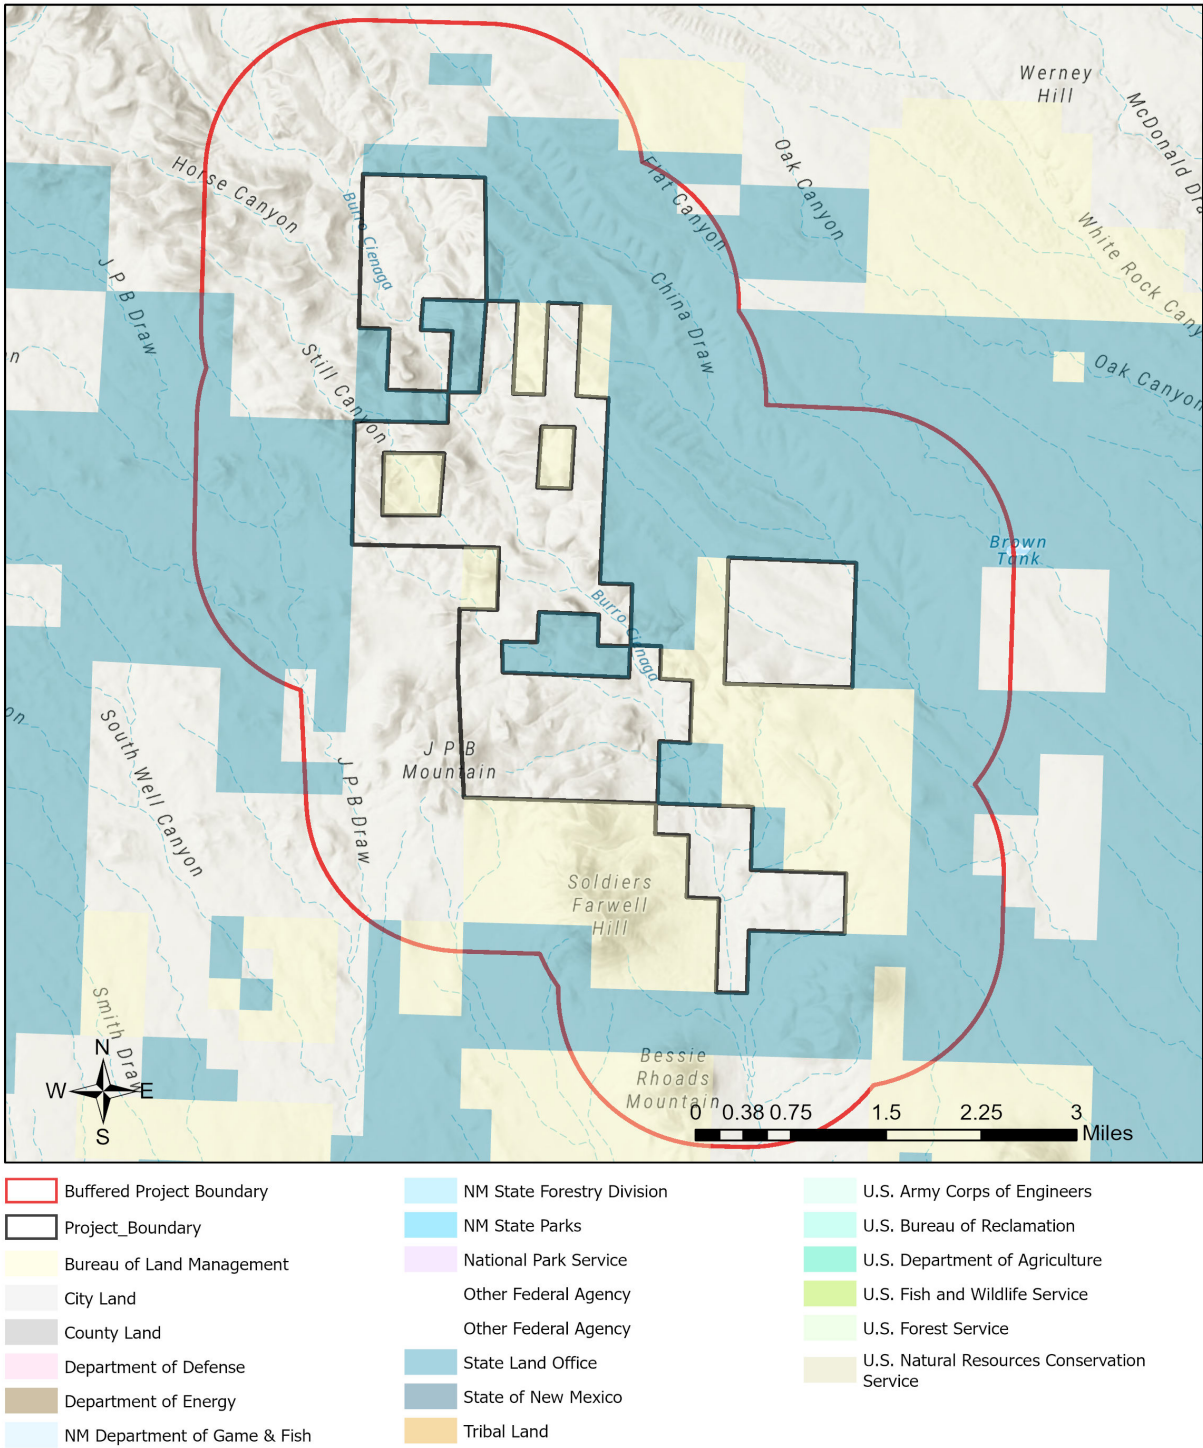 Werney
Hill
McDonald Dra
Oak Canyon
Flat Canyon
Horse Canyon
Burro Cienaga
White Rock Cany
J P B Draw
China Draw
n
Still Canyon
Oak Canyon
Brown
Tank
Burro Cienaga
on
South Well Canyon
J P B
Mountain
J P B Draw
Soldiers
Farwell
Hill
Smith Draw
Bessie
Rhoads
Mountain
N
W E
S
0 0.38 0.75 1.5 2.25 3
Miles
Buffered Project Boundary
Project_Boundary
Bureau of Land Management
City Land
County Land
Department of Defense
Department of Energy
NM Department of Game & Fish
NM State Forestry Division
NM State Parks
National Park Service
Other Federal Agency
Other Federal Agency
State Land Office
State of New Mexico
Tribal Land
U.S. Army Corps of Engineers
U.S. Bureau of Reclamation
U.S. Department of Agriculture
U.S. Fish and Wildlife Service
U.S. Forest Service
U.S. Natural Resources Conservation
Service